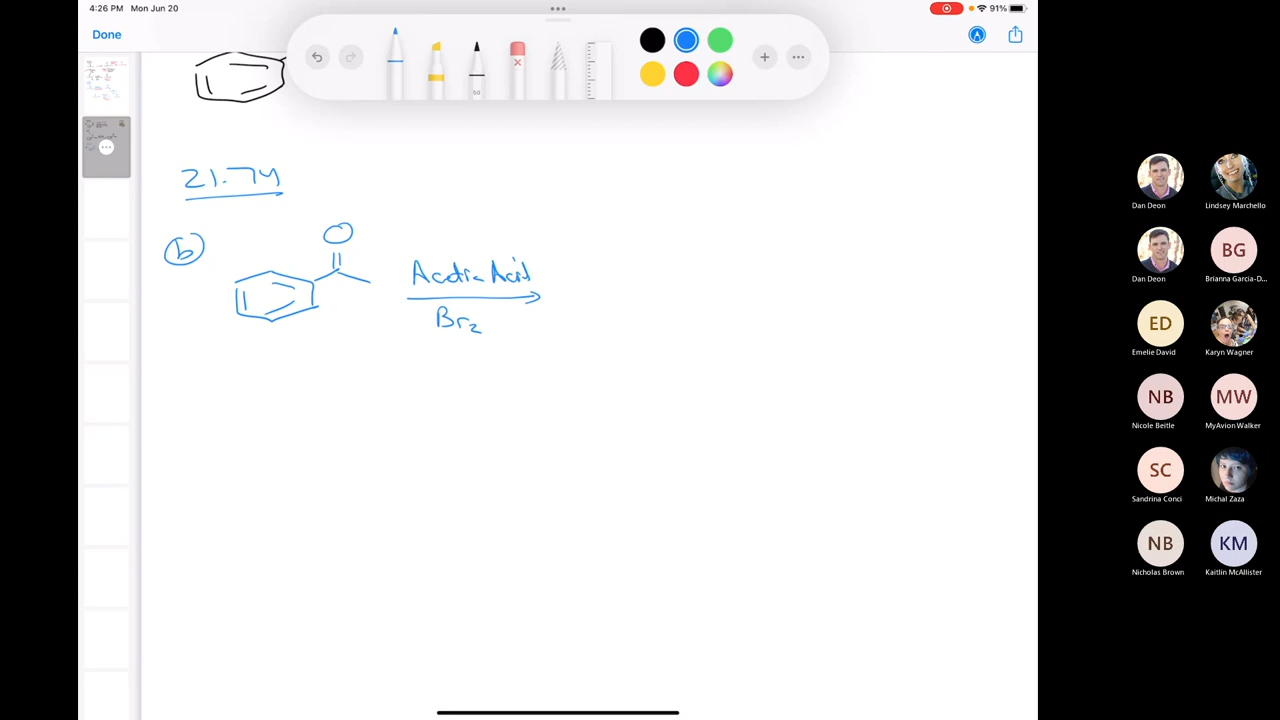 4:26 PM Mon Jun 20
91%
Done
50
21.74
b
O
Acetic Acid
Br2
Dan Deon
Lindsey Marchello
BG
Dan Deon
Brianna Garcia-D...
ED
Emelie David
Karyn Wagner
NB
MW
Nicole Beitle
MyAvion Walker
SC
Sandrina Conci
Michal Zaza
NB
KM
Nicholas Brown
Kaitlin McAllister